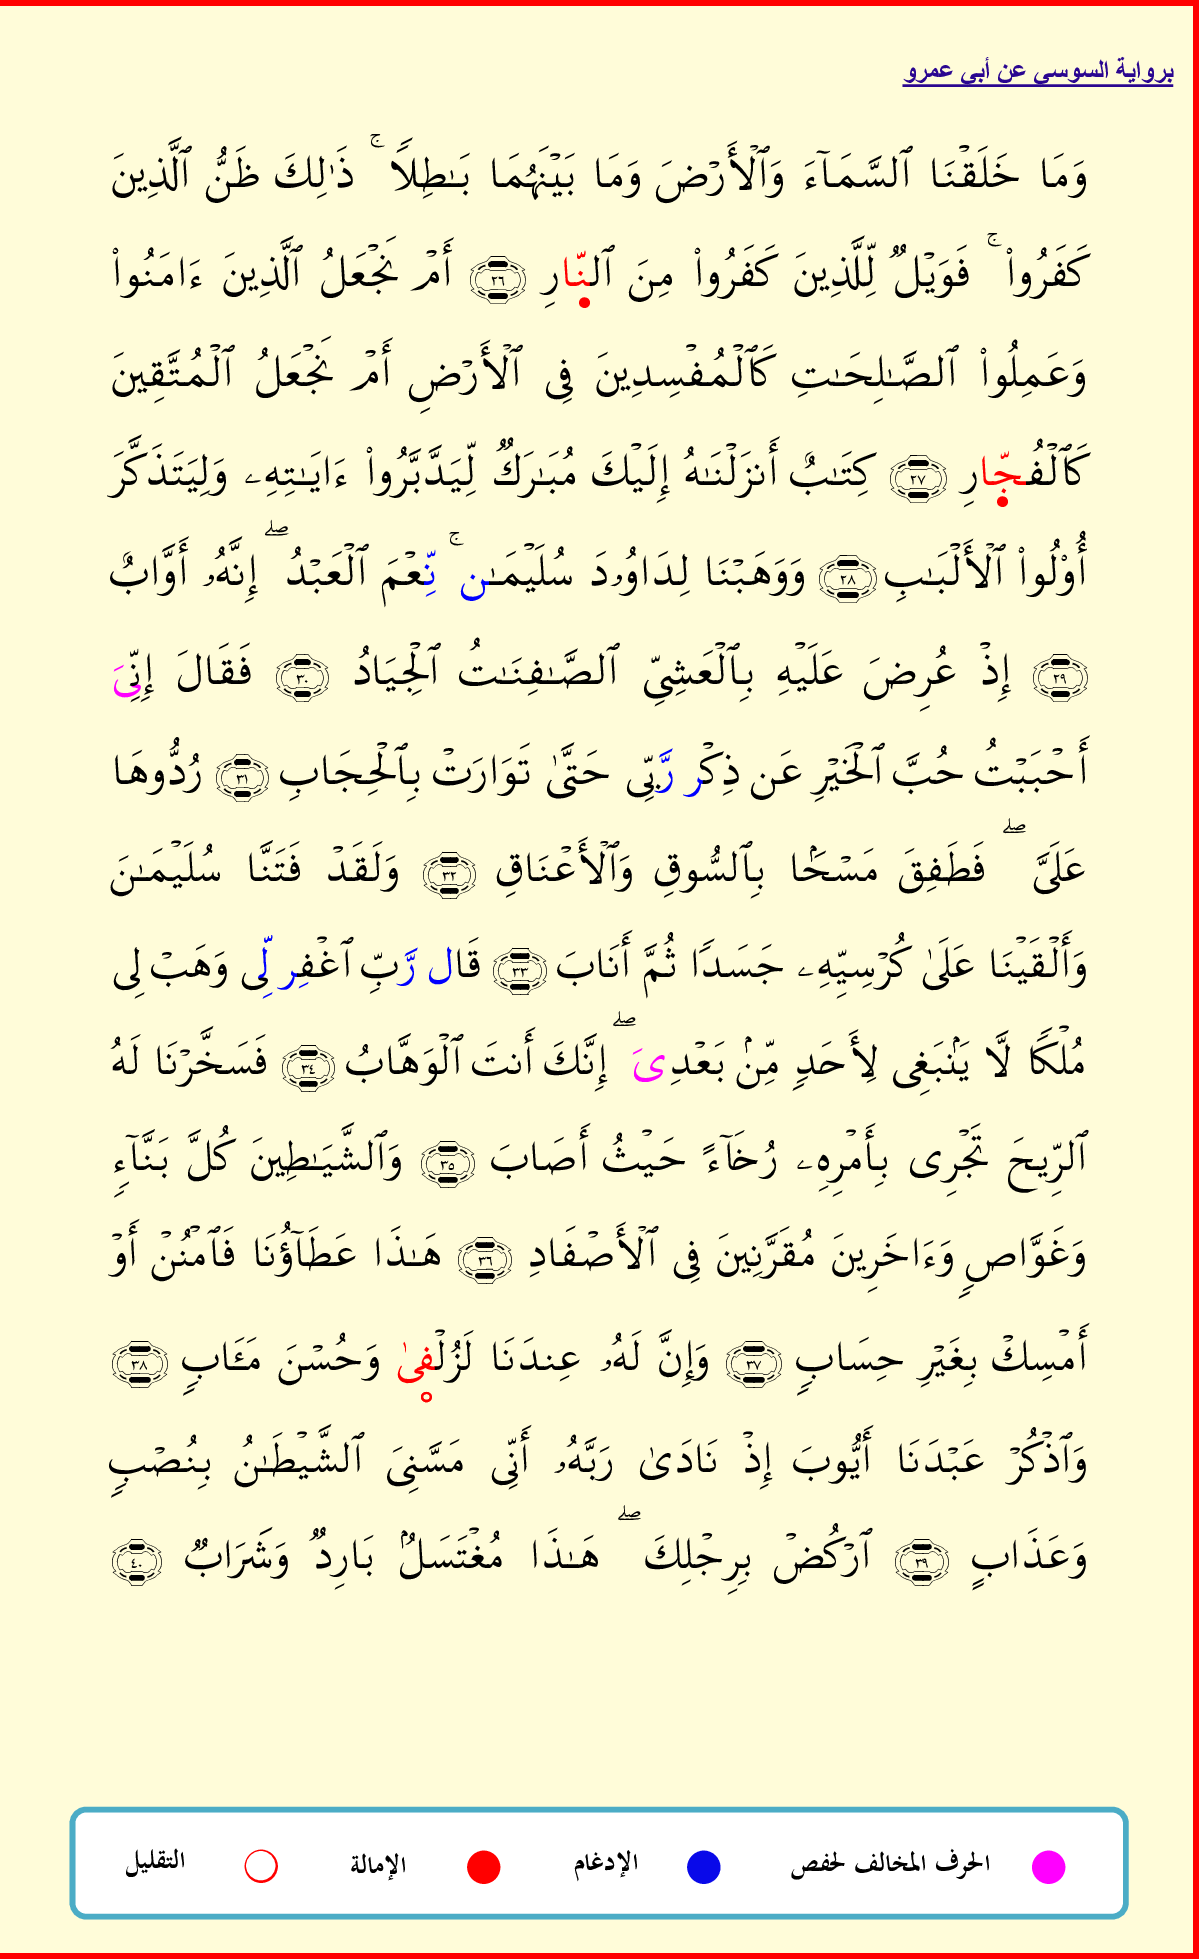 برواية السوسي عن أبي عمرو
وَمَا خَلَقْنَا ٱلسَّمَآءَ وَٱلْأَرْضَ وَمَا بَيْنَهُمَا بَـٰطِلًا ۚ ذَٰلِكَ ظَنُّ ٱلَّذِينَ
كَفَرُوا۟ ۚ فَوَيْلٌ لِّلَّذِينَ كَفَرُوا۟ مِنَ ٱلنَّارِ ٢٦ أَمْ نَجْعَلُ ٱلَّذِينَ ءَامَنُوا۟
وَعَمِلُوا۟ ٱلصَّـٰلِحَـٰتِ كَٱلْمُفْسِدِينَ فِى ٱلْأَرْضِ أَمْ نَجْعَلُ ٱلْمُتَّقِينَ
كَٱلْفُجّارِ ٢٧ كِتَـٰبٌ أَنزَلْنَـٰهُ إِلَيْكَ مُبَـٰرَكٌ لِّيَدَّبَّرُوا۟ ءَايَـٰتِهِۦ وَلِيَتَذَكَّرَ
أُو۟لُوا۟ ٱلْأَلْبَـٰبِ ٢٨ وَوَهَبْنَا لِدَاوُۥدَ سُلَيْمَـٰن ۚ نِّعْمَ ٱلْعَبْدُ ۖ إِنَّهُۥ أَوَّابٌ
٢٩ إِذْ عُرِضَ عَلَيْهِ بِٱلْعَشِىِّ ٱلصَّـٰفِنَـٰتُ ٱلْجِيَادُ ٣٠ فَقَالَ إِنِّىَ
أَحْبَبْتُ حُبَّ ٱلْخَيْرِ عَن ذِكْر رَّبِّى حَتَّىٰ تَوَارَتْ بِٱلْحِجَابِ ٣١ رُدُّوهَا
عَلَىَّ ۖ فَطَفِقَ مَسْحًۢا بِٱلسُّوقِ وَٱلْأَعْنَاقِ ٣٢ وَلَقَدْ فَتَنَّا سُلَيْمَـٰنَ
وَأَلْقَيْنَا عَلَىٰ كُرْسِيِّهِۦ جَسَدًا ثُمَّ أَنَابَ ٣٣ قَال رَّبِّ ٱغْفِر لِّى وَهَبْ لِى
مُلْكًا لَّا يَنۢبَغِى لِأَحَدٍ مِّنۢ بَعْدِىَ ۖ إِنَّكَ أَنتَ ٱلْوَهَّابُ ٣٤ فَسَخَّرْنَا لَهُ
ٱلرِّيحَ تَجْرِى بِأَمْرِهِۦ رُخَآءً حَيْثُ أَصَابَ ٣٥ وَٱلشَّيَـٰطِينَ كُلَّ بَنَّآءٍ
وَغَوَّاصٍ وَءَاخَرِينَ مُقَرَّنِينَ فِى ٱلْأَصْفَادِ ٣٦ هَـٰذَا عَطَآؤُنَا فَٱمْنُنْ أَوْ
أَمْسِكْ بِغَيْرِ حِسَابٍ ٣٧ وَإِنَّ لَهُۥ عِندَنَا لَزُلْفىٰ وَحُسْنَ مَـَٔابٍ ٣٨
وَٱذْكُرْ عَبْدَنَا أَيُّوبَ إِذْ نَادَىٰ رَبَّهُۥ أَنِّى مَسَّنِىَ ٱلشَّيْطَـٰنُ بِنُصْبٍ
وَعَذَابٍ ٣٩ ٱرْكُضْ بِرِجْلِكَ ۖ هَـٰذَا مُغْتَسَلٌۢ بَارِدٌ وَشَرَابٌ ٤٠
الحرف المخالف لحفص الإدغام الإمالة التقليل